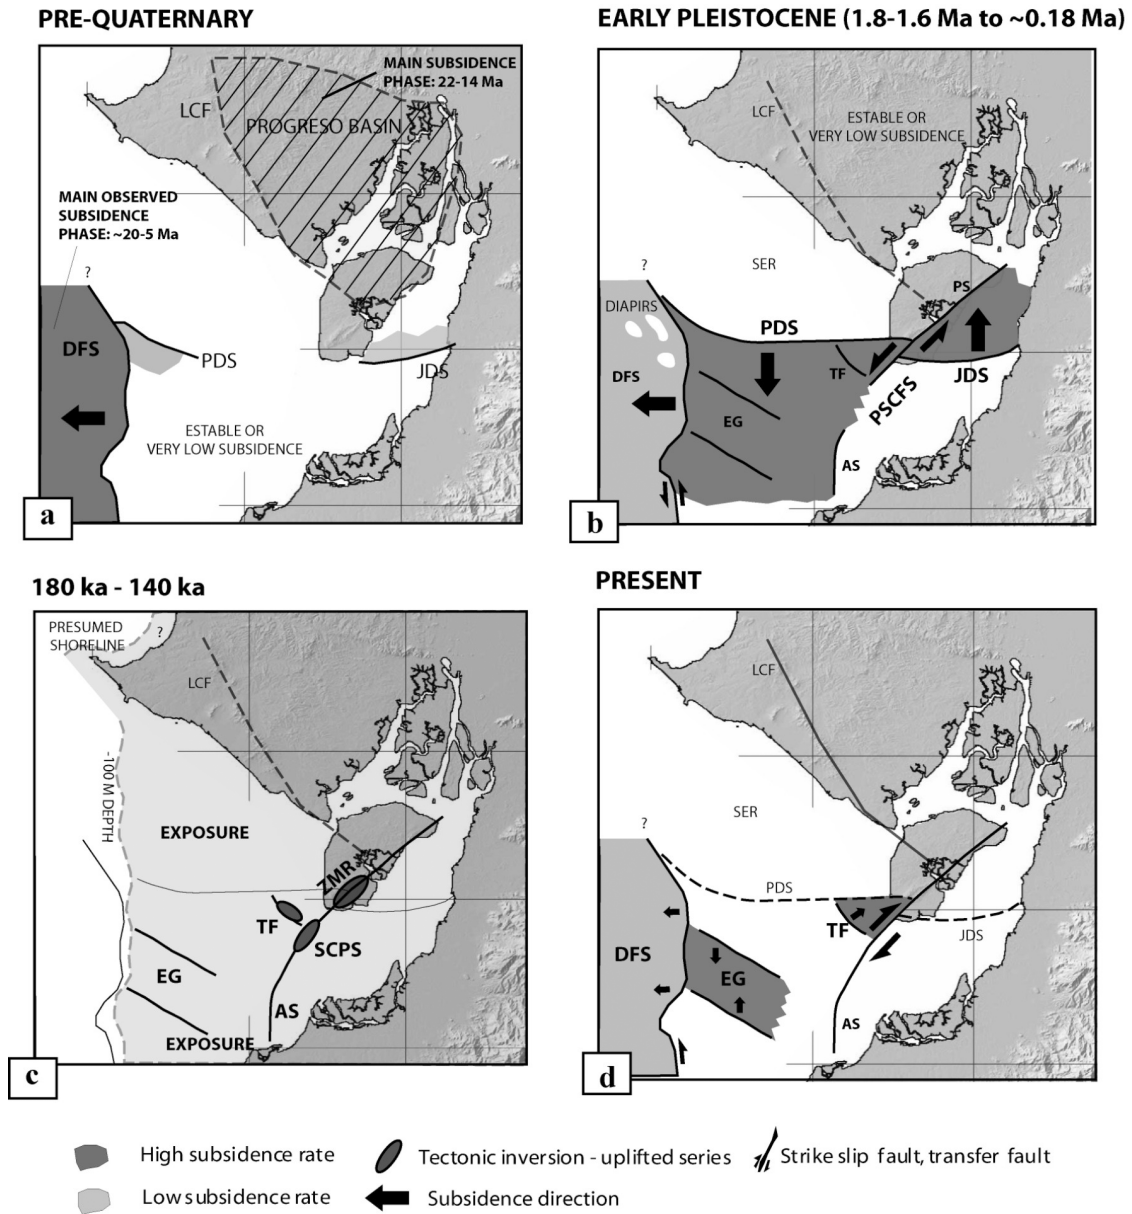 PRE-QUATERNARY
MAIN SUBSIDENCE
PHASE: 22-14 Ma
LCF
PROGRESO BASIN
MAIN OBSERVED
SUBSIDENCE
PHASE: ~20-5 Ma
?
DFS
PDS
JDS
ESTABLE OR
VERY LOW SUBSIDENCE
a
EARLY PLEISTOCENE (1.8-1.6 Ma to ~0.18 Ma)
LCF
ESTABLE OR
VERY LOW SUBSIDENCE
SER
?
PS
DIAPIRS
PDS
DFS
TF
JDS
PSCFS
EG
AS
b
180 ka - 140 ka
PRESUMED
SHORELINE
?
LCF
-100 M DEPTH
EXPOSURE
ZMR
TF
SCPS
EG
AS
EXPOSURE
c
PRESENT
LCF
SER
?
PDS
TF
JDS
DFS
EG
AS
d
High subsidence rate
Tectonic inversion - uplifted series
Strike slip fault, transfer fault
Low subsidence rate
Subsidence direction